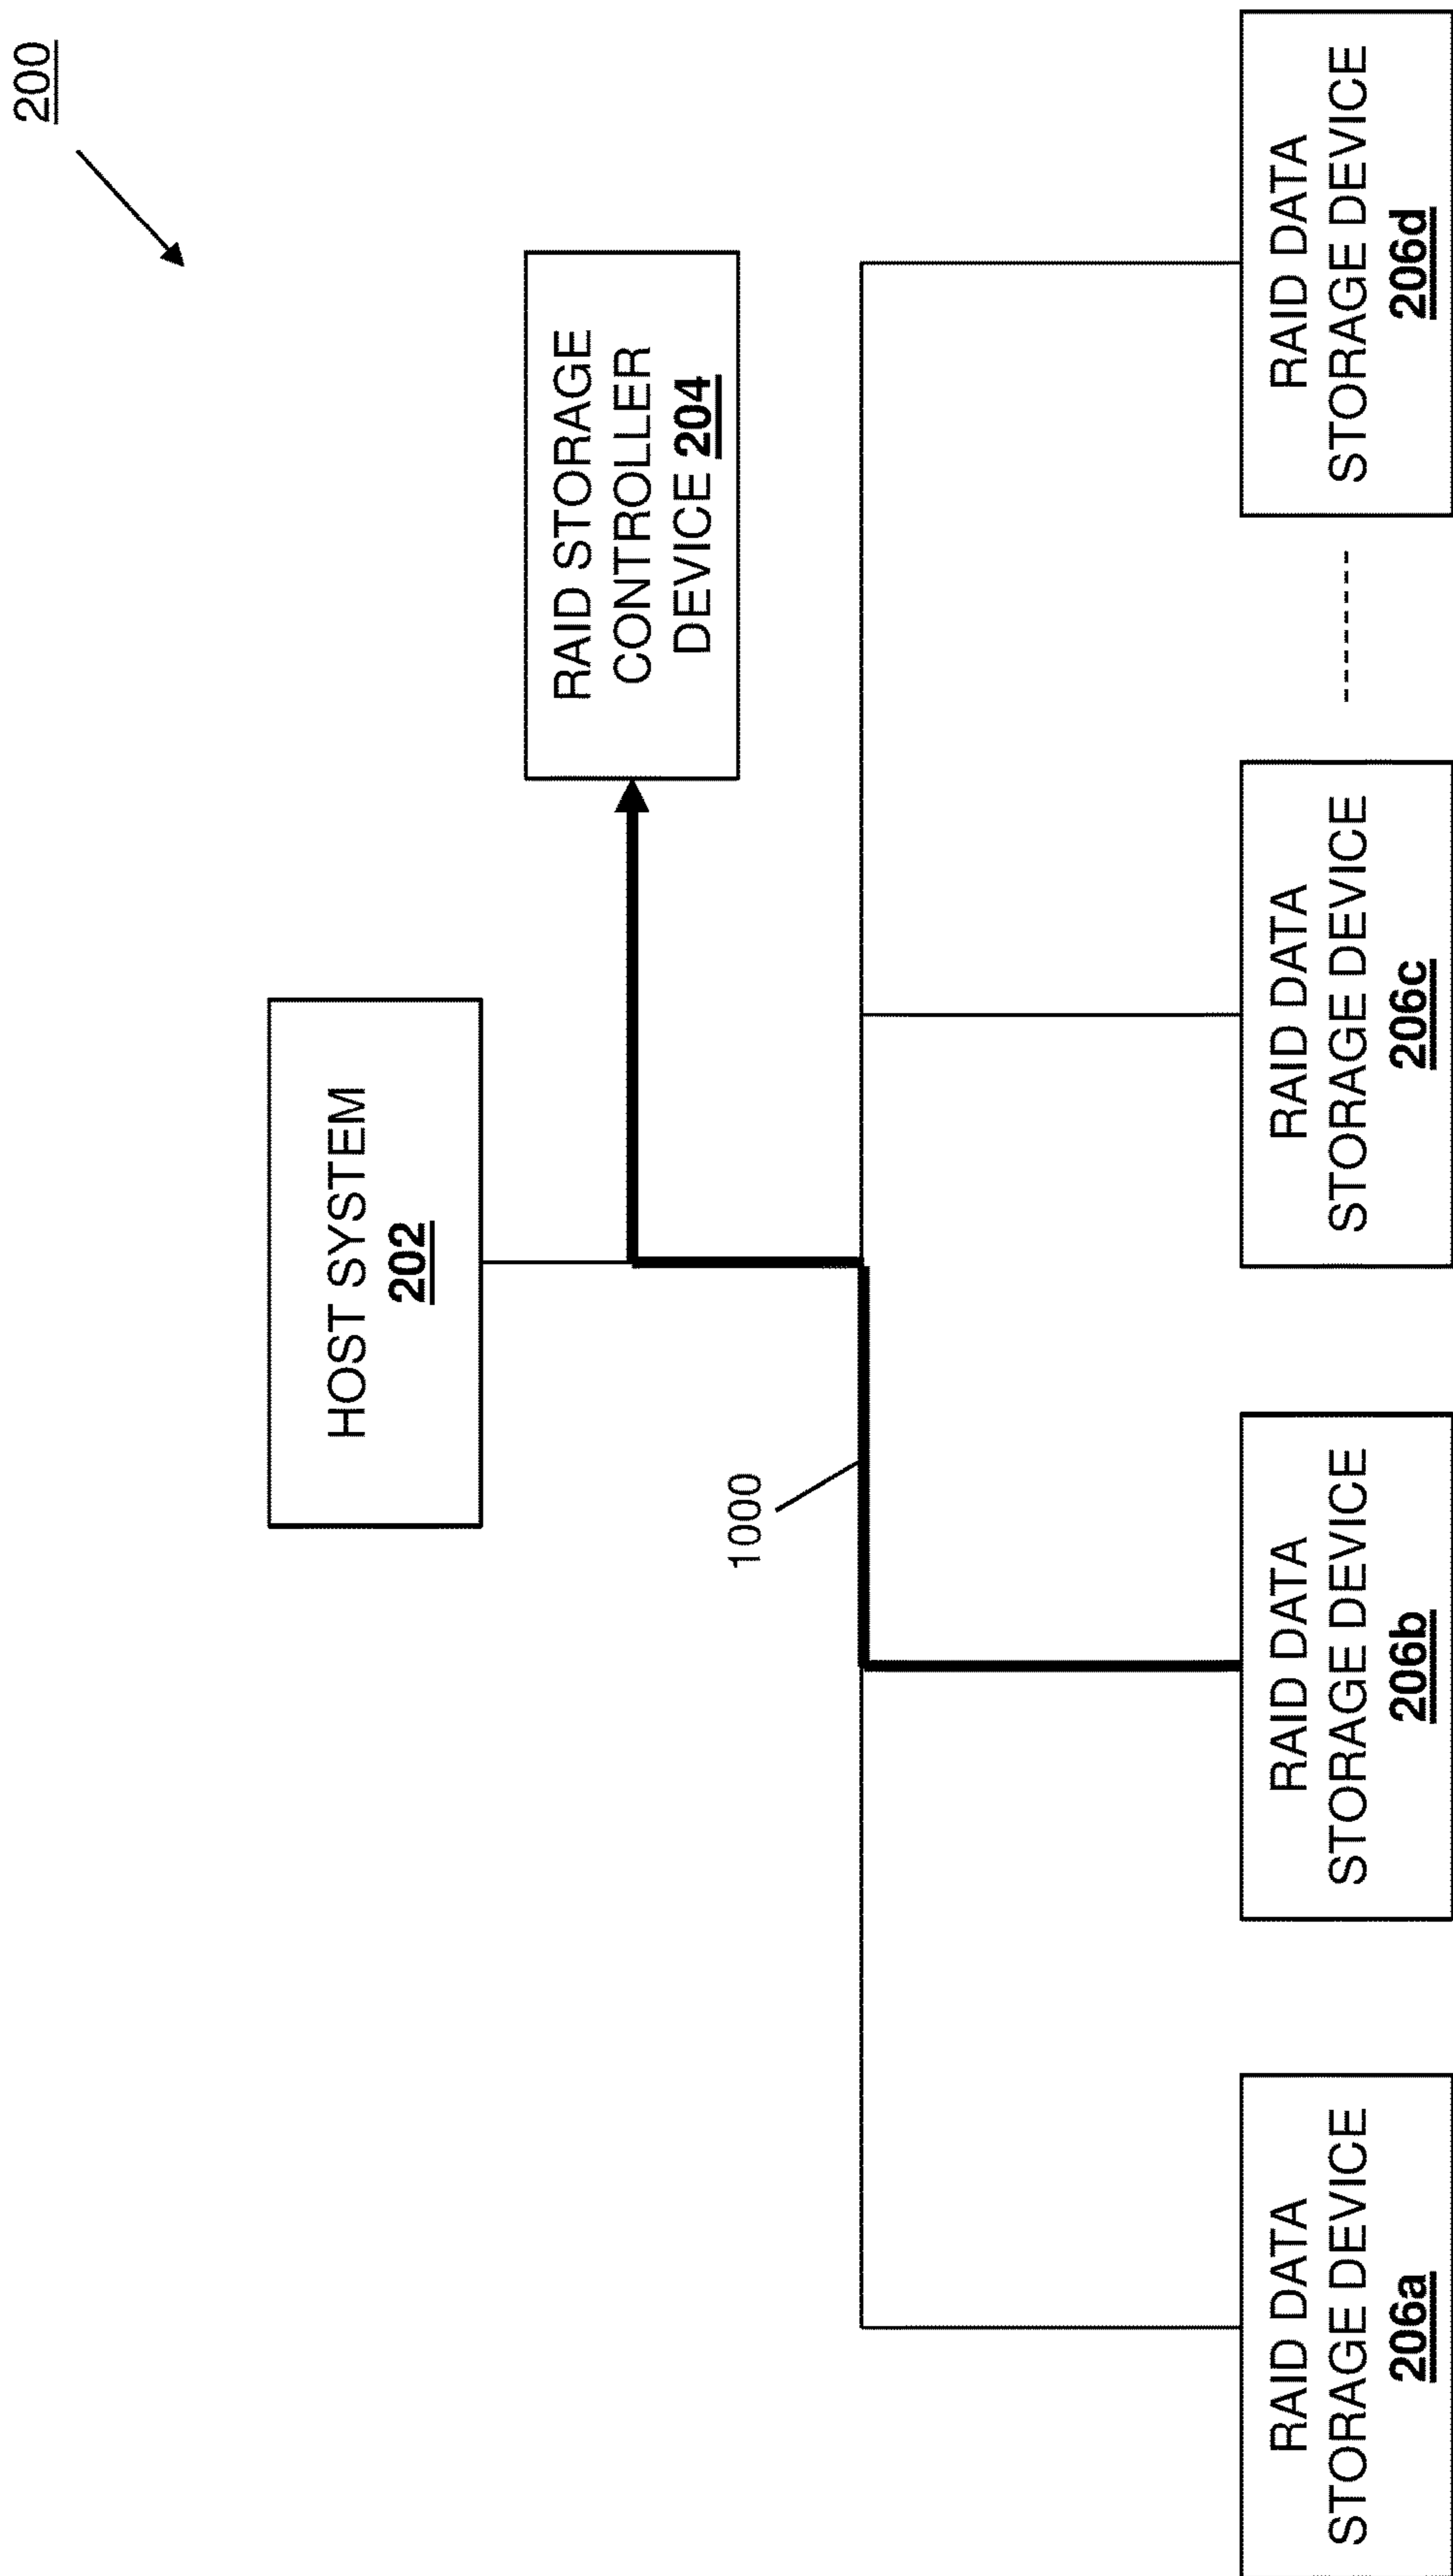 200
HOST SYSTEM
202
RAID STORAGE
CONTROLLER
DEVICE 204
1000
RAID DATA
STORAGE DEVICE
206a
RAID DATA
STORAGE DEVICE
206b
RAID DATA
STORAGE DEVICE
206c
RAID DATA
STORAGE DEVICE
206d